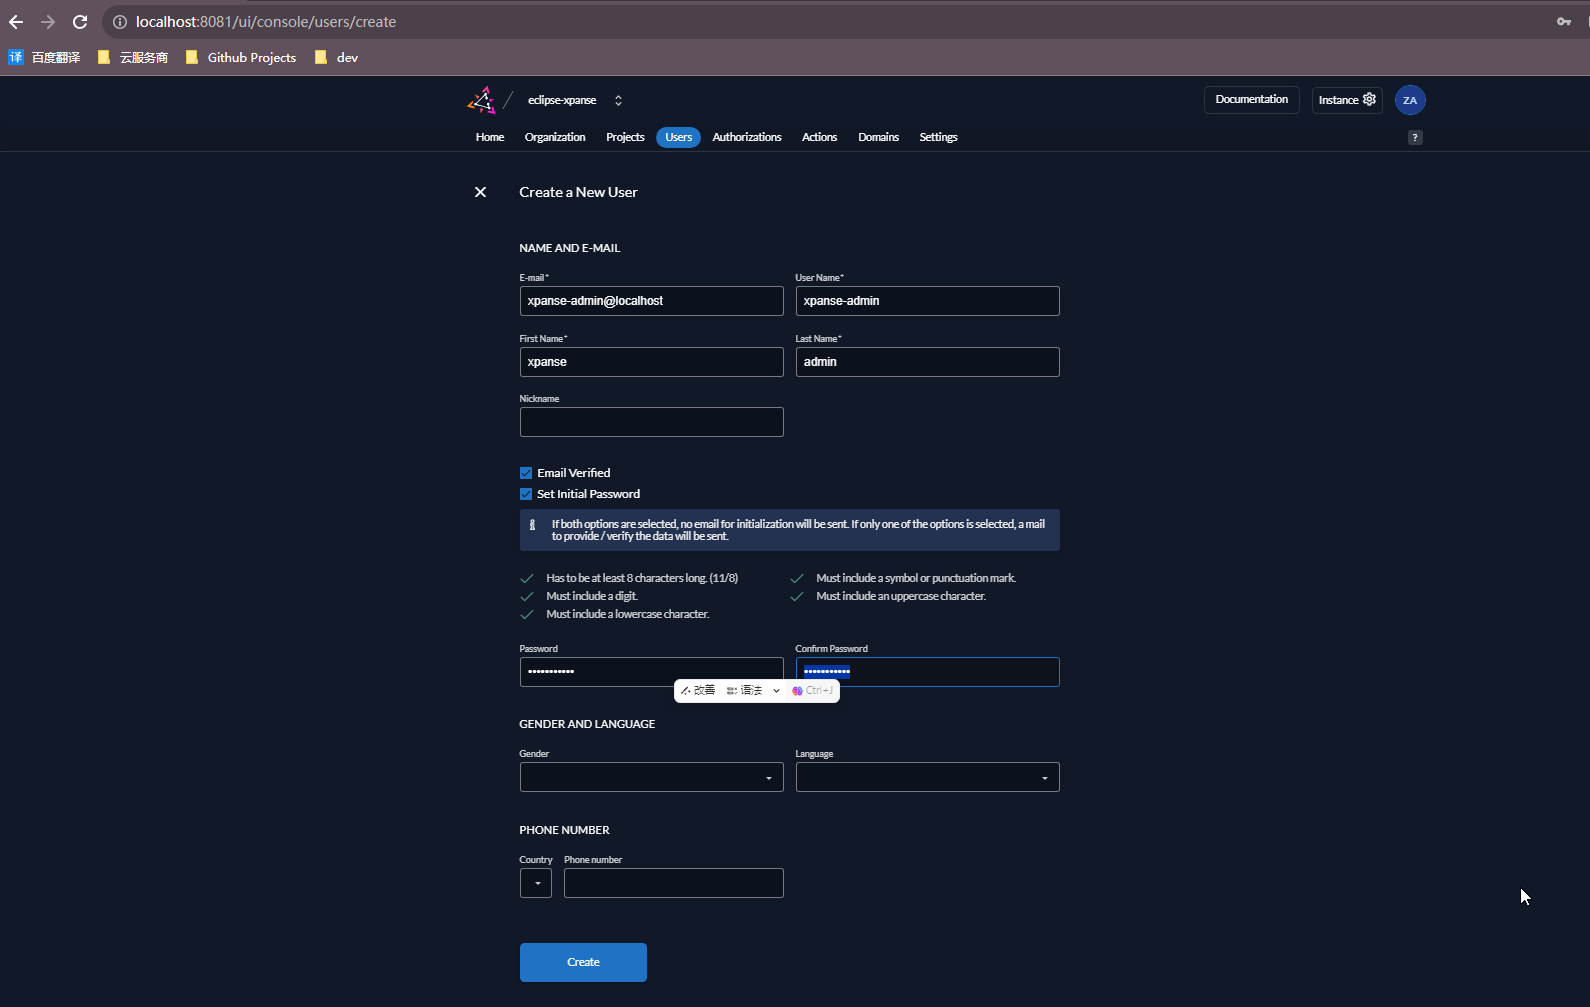 localhost:8081/ui/console/users/create
译 百度翻译 云服务商 Github Projects dev
eclipse-xpanse Documentation Instance ZA
Home Organization Projects Users Authorizations Actions Domains Settings ?
Create a New User
NAME AND E-MAIL
E-mail* User Name*
xpanse-admin@localhost xpanse-admin
First Name* Last Name*
xpanse admin
Nickname
Email Verified
Set Initial Password
If both options are selected, no email for initialization will be sent. If only one of the options is selected, a mail
to provide / verify the data will be sent.
Has to be at least 8 characters long. (11/8) Must include a symbol or punctuation mark.
Must include a digit. Must include an uppercase character.
Must include a lowercase character.
Password Confirm Password
••••••••••• •••••••••••
改善 语法 Ctrl+J
GENDER AND LANGUAGE
Gender Language
PHONE NUMBER
Country Phone number
Create